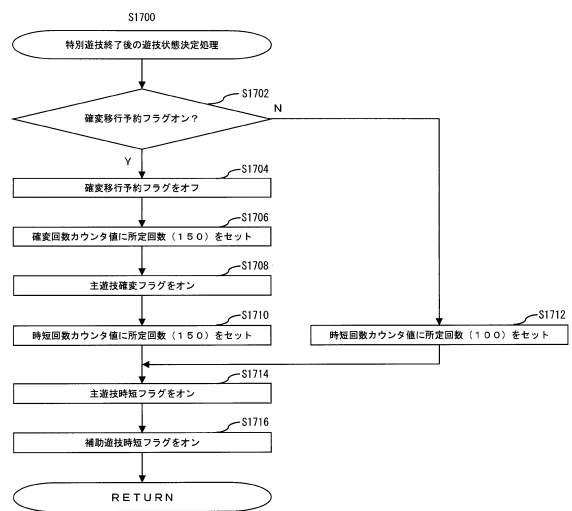 S1700
特別遊技終了後の遊技状態決定処理
S1702
確変移行予約フラグオン？
N
Y
S1704
確変移行予約フラグをオフ
S1706
確変回数カウンタ値に所定回数（１５０）をセット
S1708
主遊技確変フラグをオン
S1710
時短回数カウンタ値に所定回数（１５０）をセット
S1712
時短回数カウンタ値に所定回数（１００）をセット
S1714
主遊技時短フラグをオン
S1716
補助遊技時短フラグをオン
ＲＥＴＵＲＮ